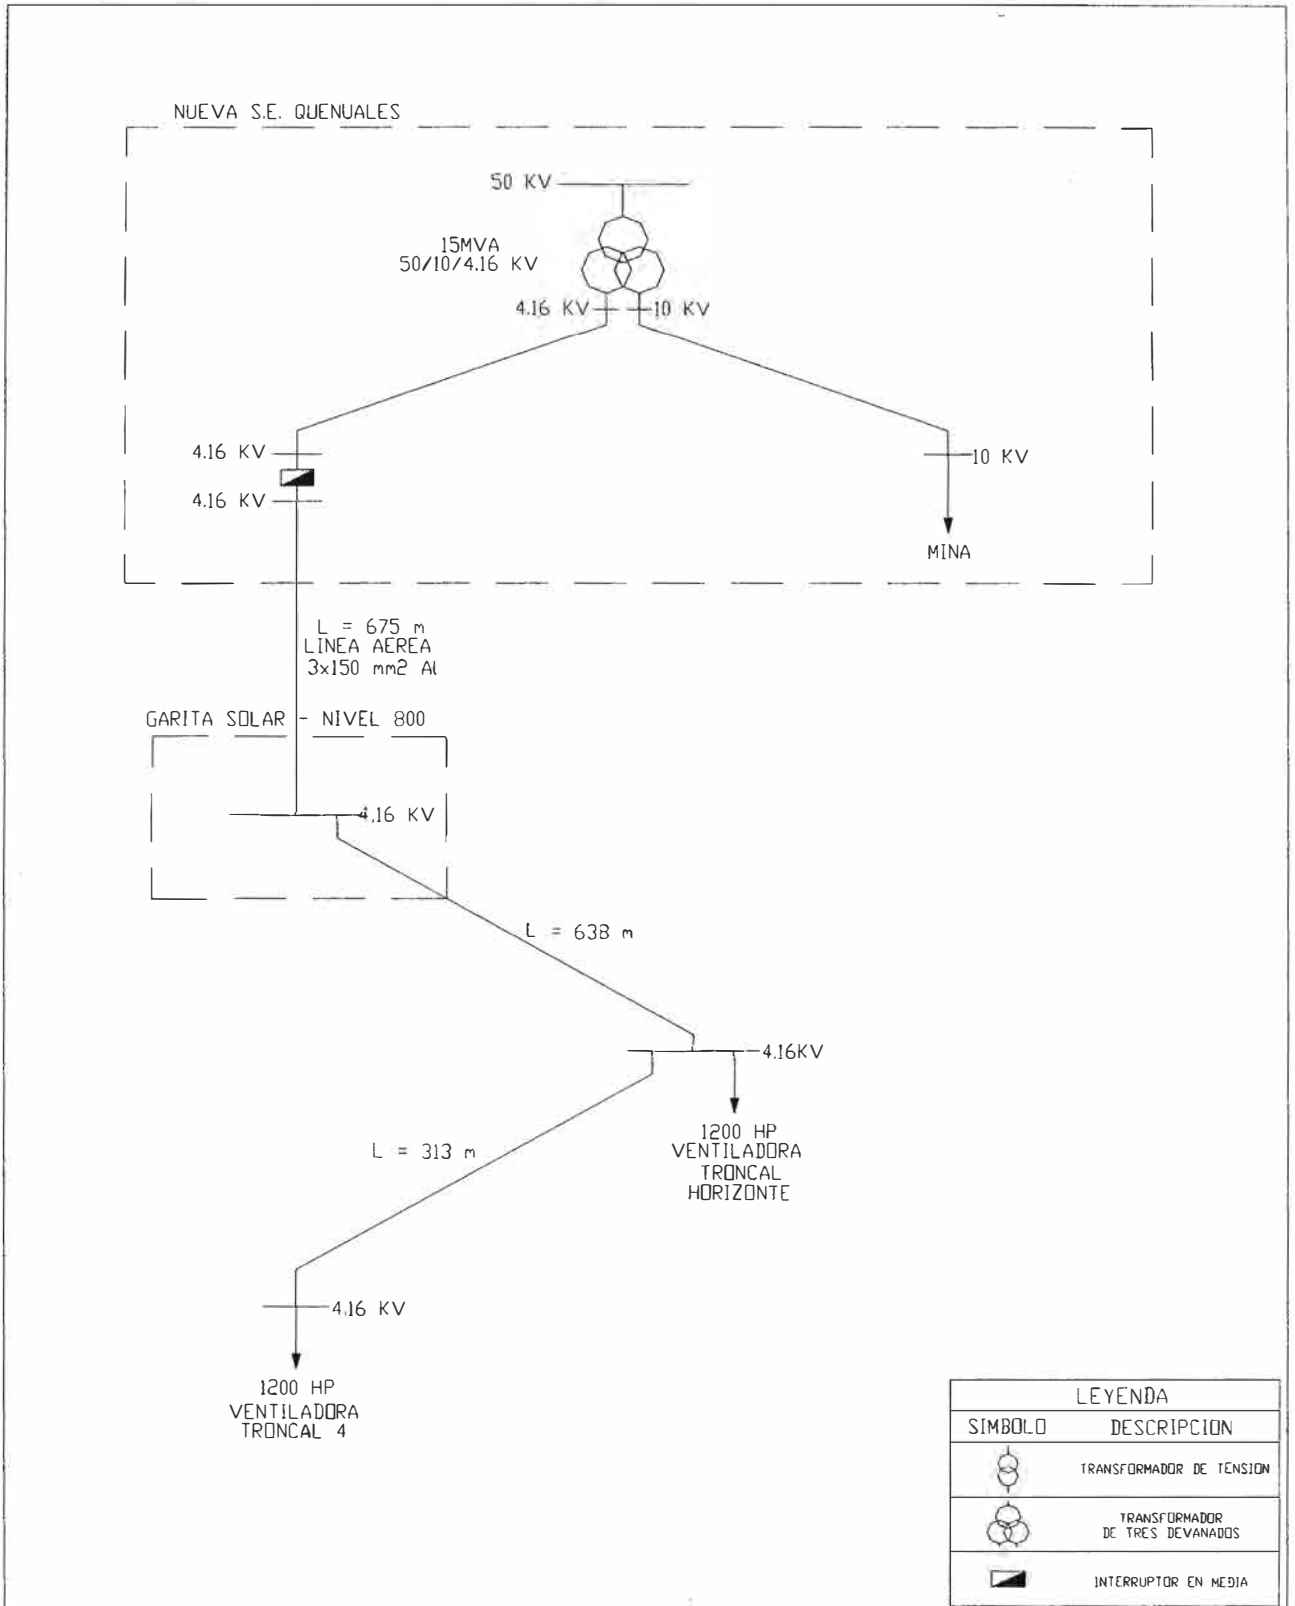 NUEVA S.E. QUENUALES
50 KV
15MVA
50/10/4.16 KV
4.16 KV
10 KV
4.16 KV
10 KV
4.16 KV
MINA
L = 675 m
LINEA AEREA
3x150 mm2 Al
GARITA SOLAR - NIVEL 800
4.16 KV
L = 638 m
4.16KV
1200 HP
VENTILADORA
TRONCAL
HORIZONTE
L = 313 m
4.16 KV
1200 HP
VENTILADORA
TRONCAL 4
LEYENDA
SIMBOLO DESCRIPCION
TRANSFORMADOR DE TENSION
TRANSFORMADOR
DE TRES DEVANADOS
INTERRUPTOR EN MEDIA